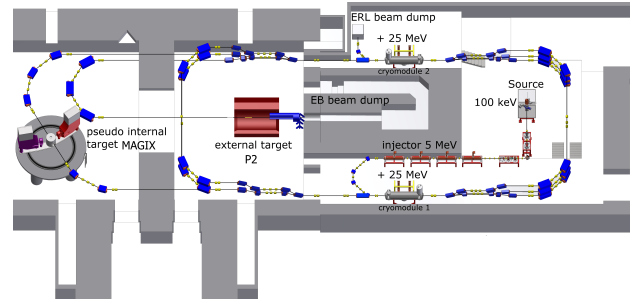 ERL beam dump
+ 25 MeV
cryomodule 2
Source
100 keV
EB beam dump
pseudo internal
target MAGIX
external target
P2
injector 5 MeV
+ 25 MeV
cryomodule 1